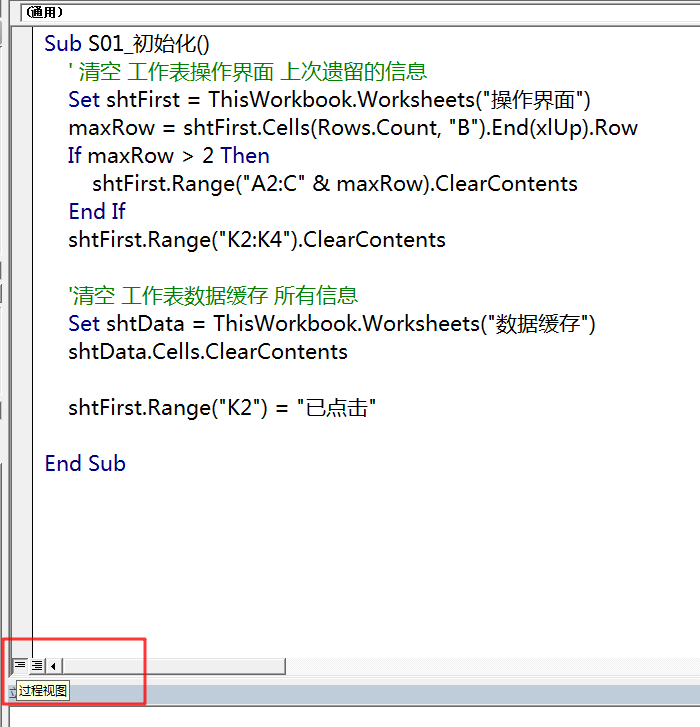 (通用)
Sub S01_初始化()
' 清空 工作表操作界面 上次遗留的信息
Set shtFirst = ThisWorkbook.Worksheets("操作界面")
maxRow = shtFirst.Cells(Rows.Count, "B").End(xlUp).Row
If maxRow > 2 Then
shtFirst.Range("A2:C" & maxRow).ClearContents
End If
shtFirst.Range("K2:K4").ClearContents
'清空 工作表数据缓存 所有信息
Set shtData = ThisWorkbook.Worksheets("数据缓存")
shtData.Cells.ClearContents
shtFirst.Range("K2") = "已点击"
End Sub
过程视图